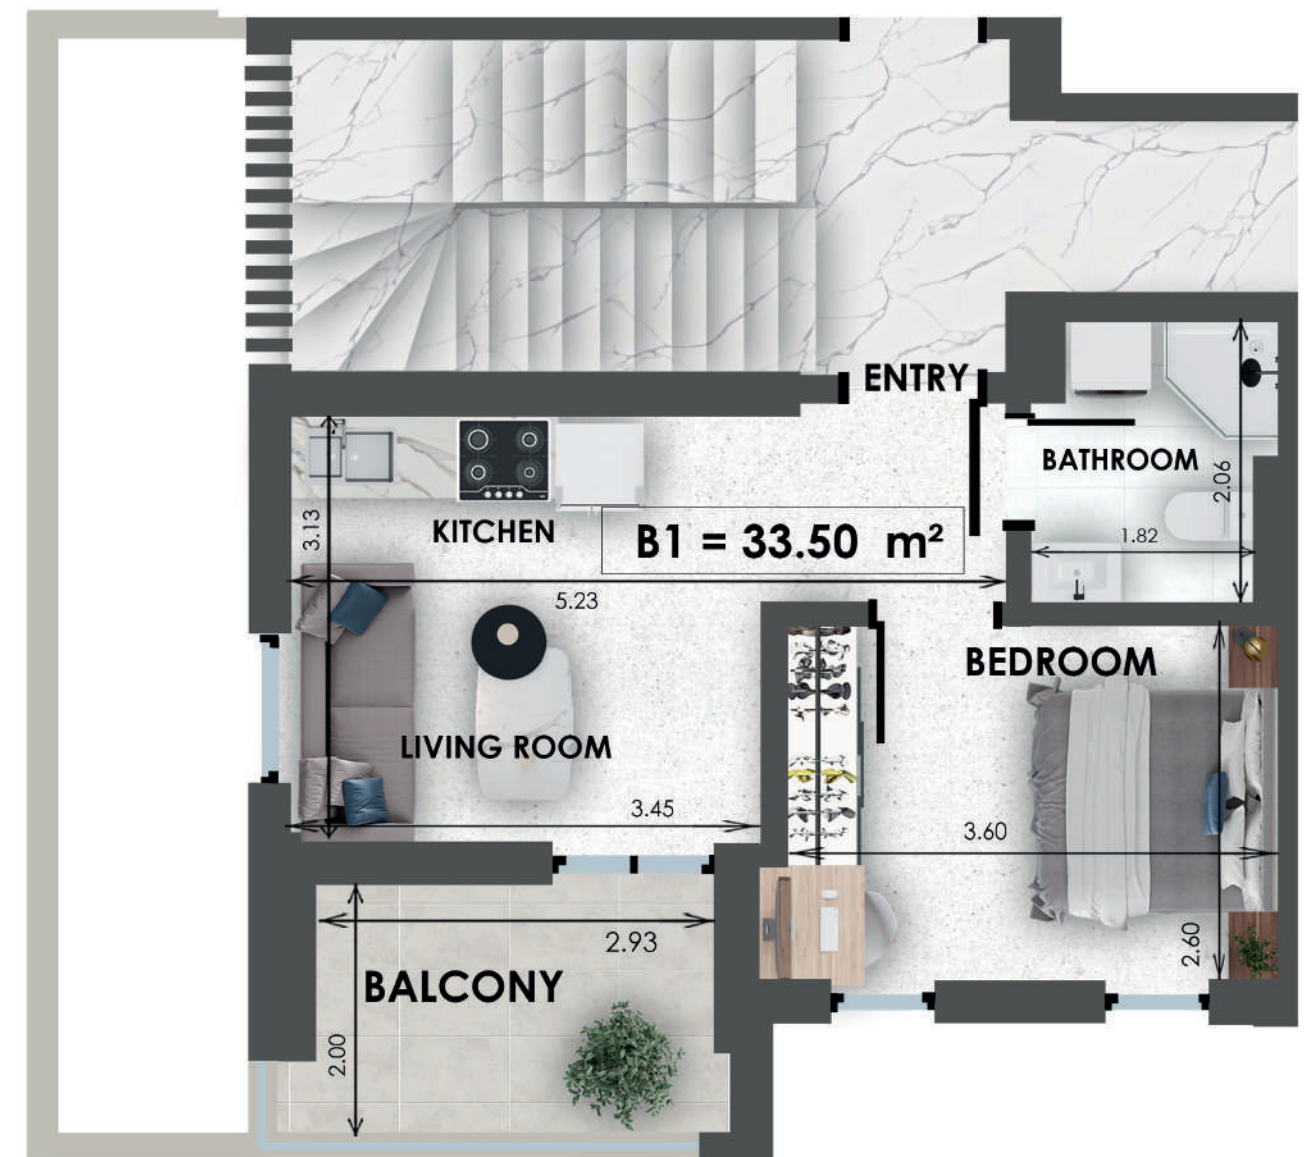 ENTRY
BATHROOM
2.06
1.82
3.13
KITCHEN
B1 = 33.50 m²
5.23
BEDROOM
LIVING ROOM
3.45
3.60
2.60
2.93
BALCONY
2.00